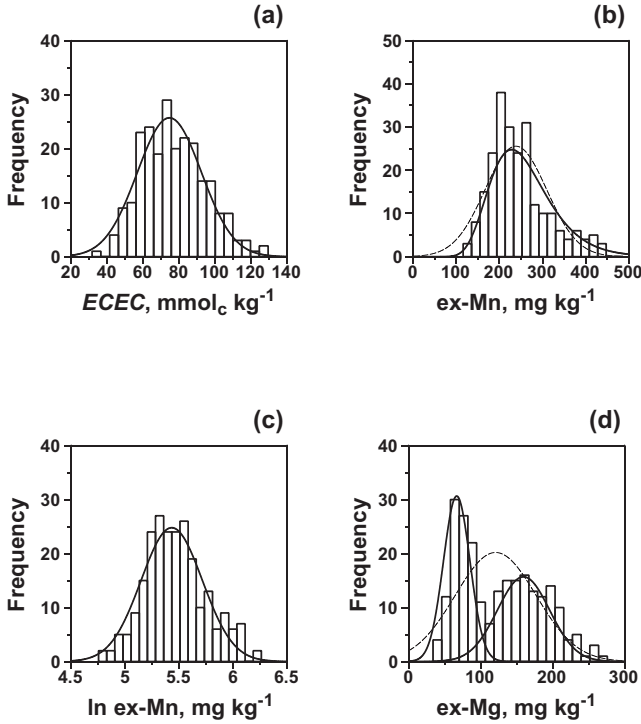 (a)
40
30
20
10
0
Frequency
20 40 60 80 100 120 140
ECEC, mmolc kg-1
(b)
50
40
30
20
10
0
Frequency
0 100 200 300 400 500
ex-Mn, mg kg-1
(c)
40
30
20
10
0
Frequency
4.5 5 5.5 6 6.5
ln ex-Mn, mg kg-1
(d)
40
30
20
10
0
Frequency
0 100 200 300
ex-Mg, mg kg-1